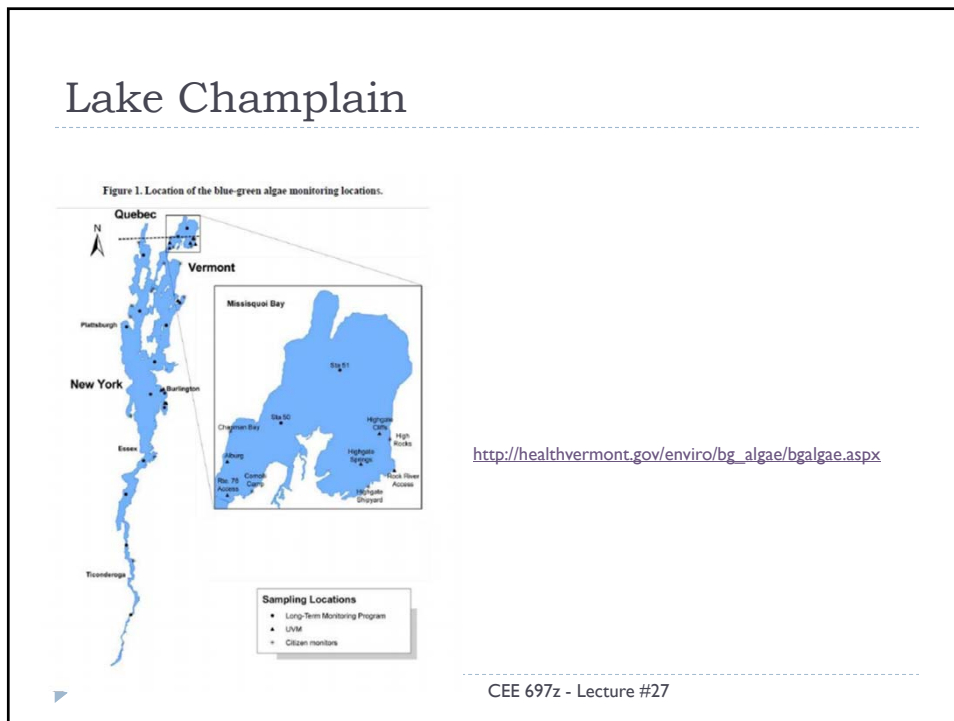 Lake Champlain
Figure 1. Location of the blue-green algae monitoring locations.
Quebec
N
Vermont
Missisquoi Bay
Plattsburgh
Sta 51
New York
Burlington
Sta 50
Highgate
Cliffs
Chapman Bay
High
Rocks
Essex
Highgate
Springs
Alburg
Rock River
Access
Rte. 78
Access
Camp
Highgate
Shipyard
http://healthvermont.gov/enviro/bg_algae/bgalgae.aspx
Ticonderoga
Sampling Locations
Long-Term Monitoring Program
UVM
Citizen monitors
CEE 697z - Lecture #27